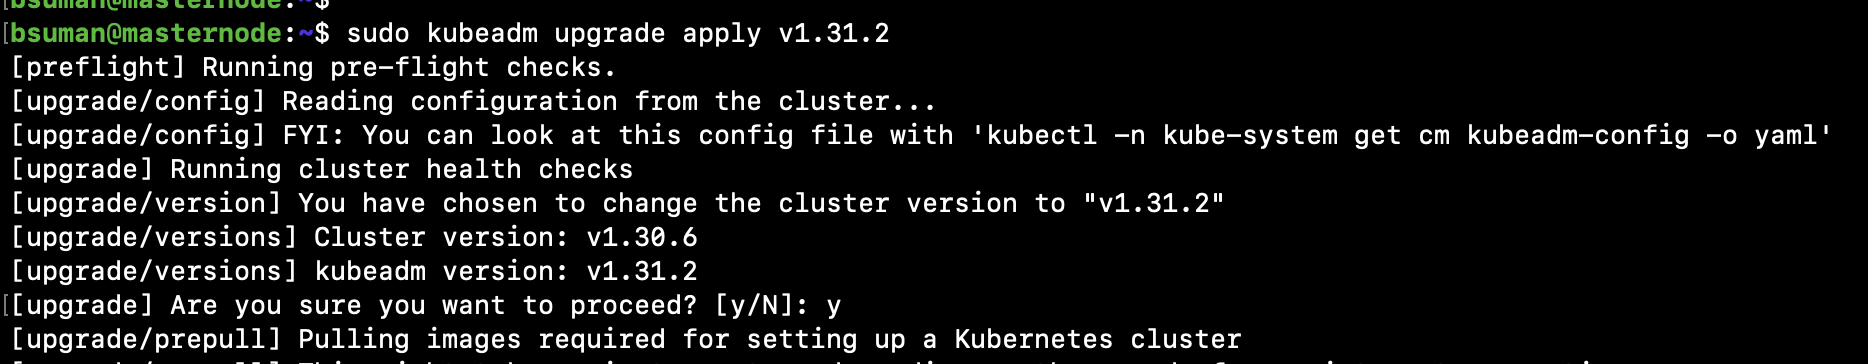 bsuman@masternode:~$
[bsuman@masternode:~$ sudo kubeadm upgrade apply v1.31.2
[preflight] Running pre-flight checks.
[upgrade/config] Reading configuration from the cluster...
[upgrade/config] FYI: You can look at this config file with 'kubectl -n kube-system get cm kubeadm-config -o yaml'
[upgrade] Running cluster health checks
[upgrade/version] You have chosen to change the cluster version to "v1.31.2"
[upgrade/versions] Cluster version: v1.30.6
[upgrade/versions] kubeadm version: v1.31.2
[[upgrade] Are you sure you want to proceed? [y/N]: y
[upgrade/prepull] Pulling images required for setting up a Kubernetes cluster